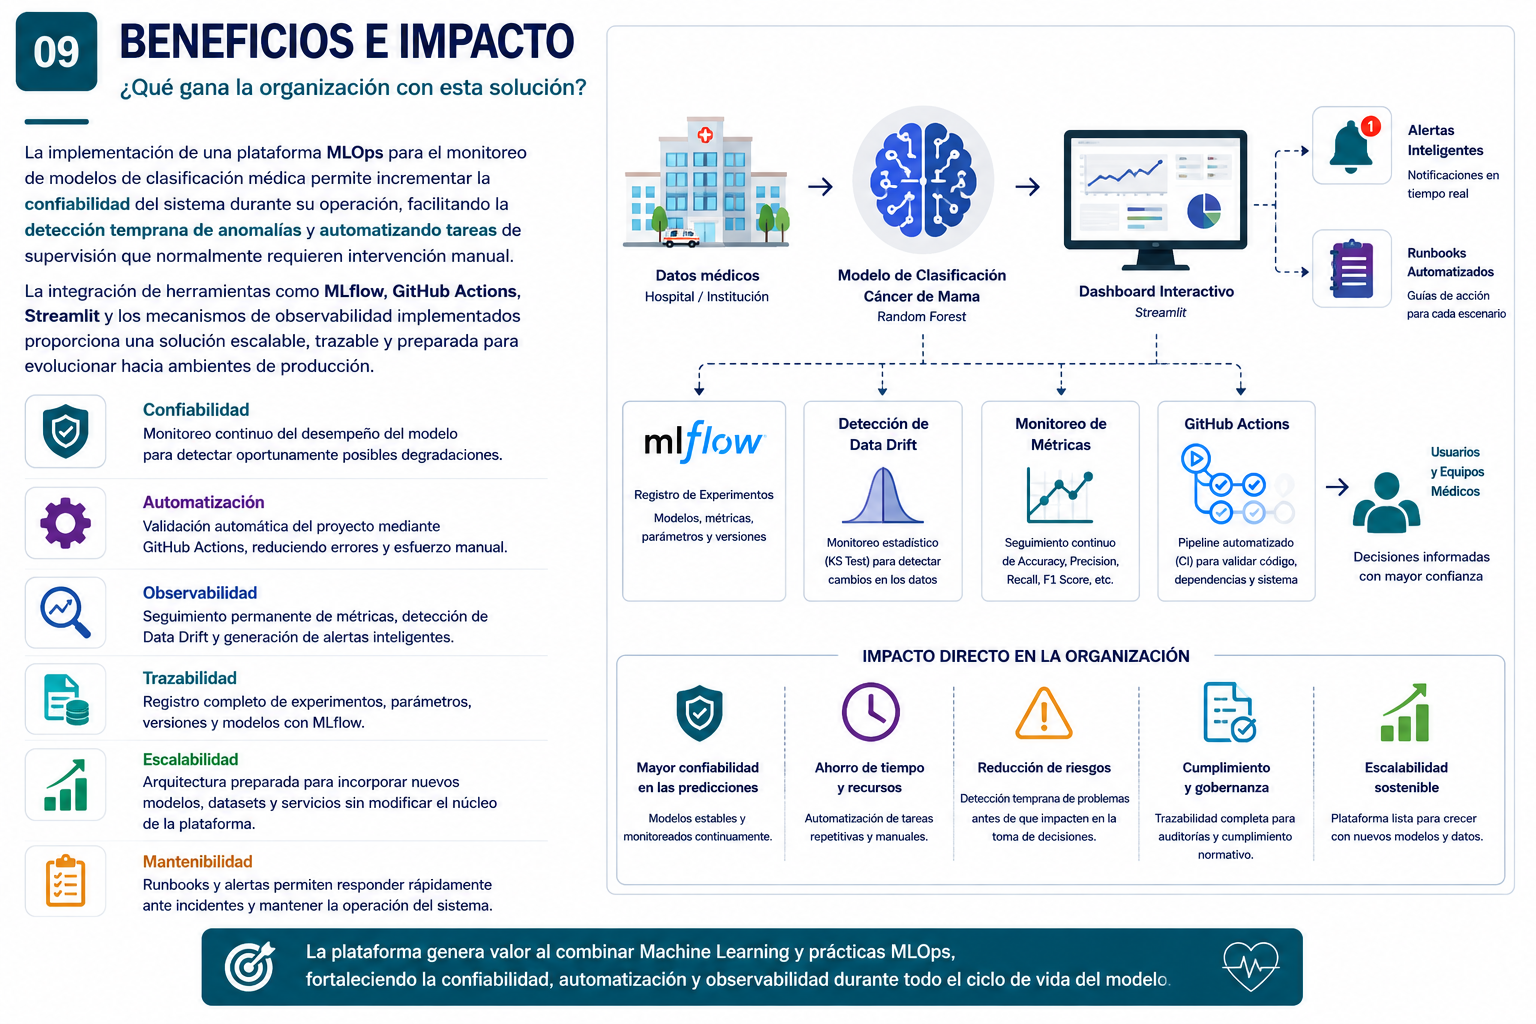 09
BENEFICIOS E IMPACTO
¿Qué gana la organización con esta solución?
La implementación de una plataforma MLOps para el monitoreo
de modelos de clasificación médica permite incrementar la
confiabilidad del sistema durante su operación, facilitando la
detección temprana de anomalías y automatizando tareas de
supervisión que normalmente requieren intervención manual.
La integración de herramientas como MLflow, GitHub Actions,
Streamlit y los mecanismos de observabilidad implementados
proporciona una solución escalable, trazable y preparada para
evolucionar hacia ambientes de producción.
Confiabilidad
Monitoreo continuo del desempeño del modelo
para detectar oportunamente posibles degradaciones.
Automatización
Validación automática del proyecto mediante
GitHub Actions, reduciendo errores y esfuerzo manual.
Observabilidad
Seguimiento permanente de métricas, detección de
Data Drift y generación de alertas inteligentes.
Trazabilidad
Registro completo de experimentos, parámetros,
versiones y modelos con MLflow.
Escalabilidad
Arquitectura preparada para incorporar nuevos
modelos, datasets y servicios sin modificar el núcleo
de la plataforma.
Mantenibilidad
Runbooks y alertas permiten responder rápidamente
ante incidentes y mantener la operación del sistema.
Datos médicos
Hospital / Institución
Modelo de Clasificación
Cáncer de Mama
Random Forest
Dashboard Interactivo
Streamlit
1
Alertas
Inteligentes
Notificaciones en
tiempo real
Runbooks
Automatizados
Guías de acción
para cada escenario
mlflow
Registro de Experimentos
Modelos, métricas,
parámetros y versiones
Detección de
Data Drift
Monitoreo estadístico
(KS Test) para detectar
cambios en los datos
Monitoreo de
Métricas
Seguimiento continuo
de Accuracy, Precision,
Recall, F1 Score, etc.
GitHub Actions
Pipeline automatizado
(CI) para validar código,
dependencias y sistema
Usuarios
y Equipos
Médicos
Decisiones informadas
con mayor confianza
IMPACTO DIRECTO EN LA ORGANIZACIÓN
Mayor confiabilidad
en las predicciones
Modelos estables y
monitoreados continuamente.
Ahorro de tiempo
y recursos
Automatización de tareas
repetitivas y manuales.
Reducción de riesgos
Detección temprana de problemas
antes de que impacten en la
toma de decisiones.
Cumplimiento
y gobernanza
Trazabilidad completa para
auditorías y cumplimiento
normativo.
Escalabilidad
sostenible
Plataforma lista para crecer
con nuevos modelos y datos.
La plataforma genera valor al combinar Machine Learning y prácticas MLOps,
fortaleciendo la confiabilidad, automatización y observabilidad durante todo el ciclo de vida del modelo.